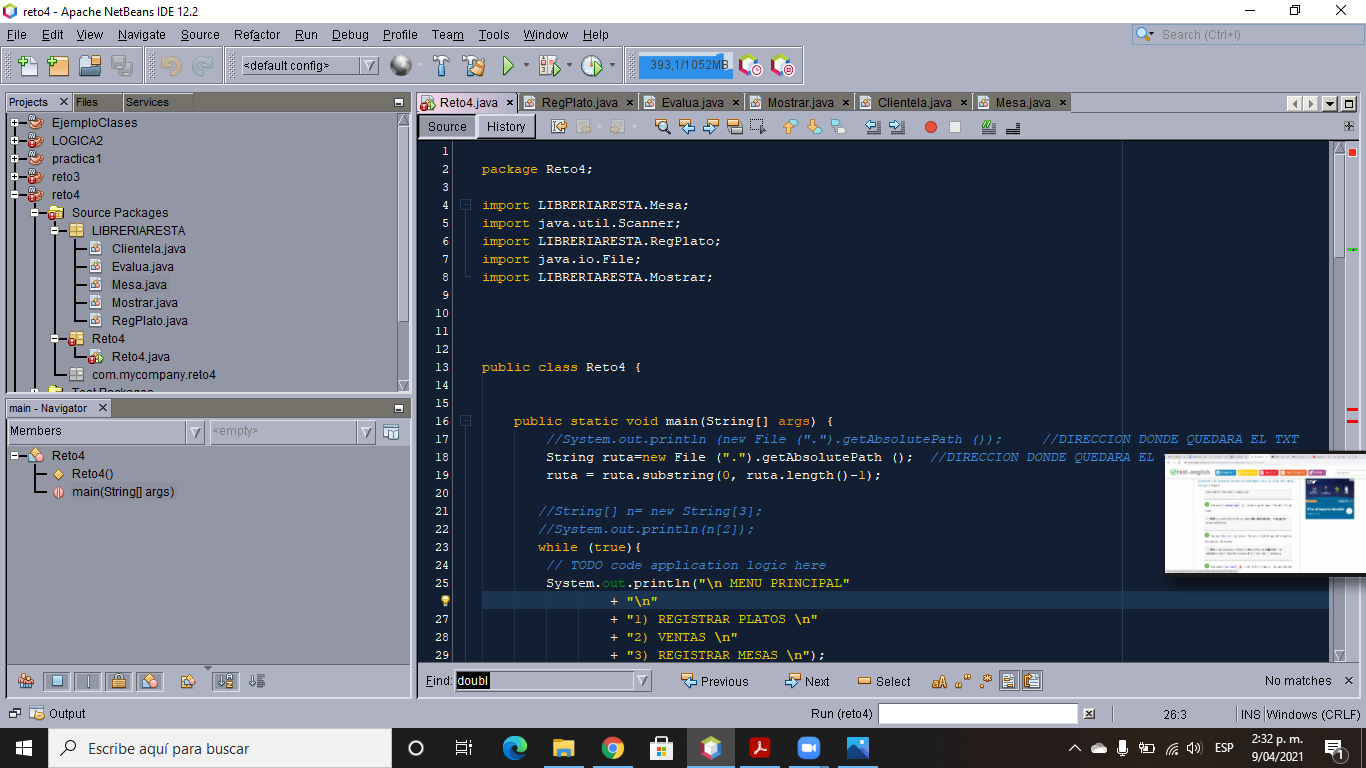 reto4 - Apache NetBeans IDE 12.2
File Edit View Navigate Source Refactor Run Debug Profile Team Tools Window Help
Search (Ctrl+I)
<default config>
393,1/1052MB
Projects Files Services
Reto4.java RegPlato.java Evalua.java Mostrar.java Clientela.java Mesa.java
Source History
EjemploClases
LOGICA2
practica1
reto3
reto4
Source Packages
LIBRERIARESTA
Clientela.java
Evalua.java
Mesa.java
Mostrar.java
RegPlato.java
Reto4
Reto4.java
com.mycompany.reto4
Test Packages
main - Navigator
Members
<empty>
Reto4
Reto4()
main(String[] args)
1
2 package Reto4;
3
4 import LIBRERIARESTA.Mesa;
5 import java.util.Scanner;
6 import LIBRERIARESTA.RegPlato;
7 import java.io.File;
8 import LIBRERIARESTA.Mostrar;
9
10
11
12
13 public class Reto4 {
14
15
16 public static void main(String[] args) {
17 //System.out.println (new File (".").getAbsolutePath ()); //DIRECCION DONDE QUEDARA EL TXT
18 String ruta=new File (".").getAbsolutePath (); //DIRECCION DONDE QUEDARA EL
19 ruta = ruta.substring(0, ruta.length()-1);
20
21 //String[] n= new String[3];
22 //System.out.println(n[2]);
23 while (true){
24 // TODO code application logic here
25 System.out.println("\n MENU PRINCIPAL"
+ "\n"
27 + "1) REGISTRAR PLATOS \n"
28 + "2) VENTAS \n"
29 + "3) REGISTRAR MESAS \n");
test-english
Find: doubl Previous Next Select No matches
Output
Run (reto4)
26:3
INS Windows (CRLF)
Escribe aquí para buscar
ESP
2:32 p. m.
9/04/2021
1